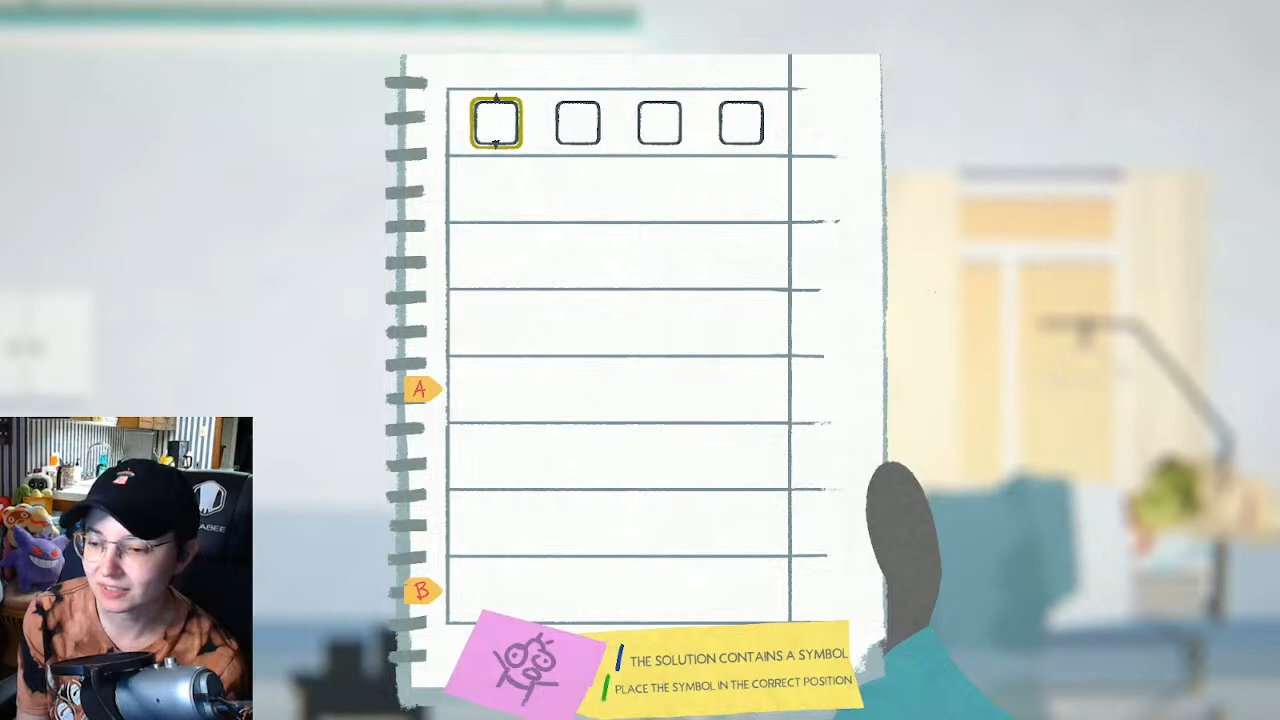 A
B
THE SOLUTION CONTAINS A SYMBOL
PLACE THE SYMBOL IN THE CORRECT POSITION